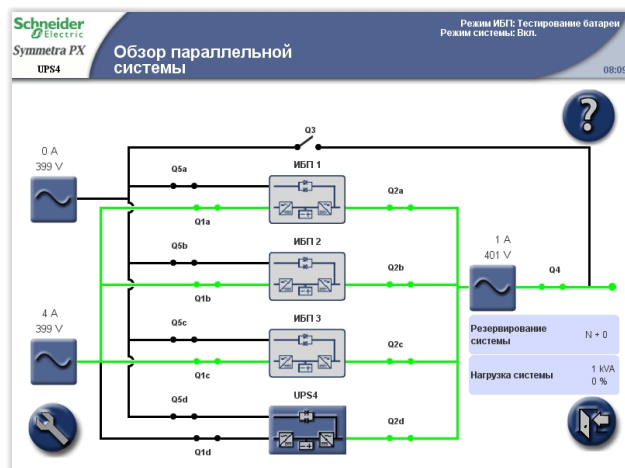 Schneider
Electric
Symmetra PX
UPS4
Обзор параллельной
системы
Режим ИБП: Тестирование батареи
Режим системы: Вкл.
08:09
0 A
399 V
Q3
Q5a
ИБП 1
Q2a
Q1a
Q5b
ИБП 2
Q2b
Q1b
1 A
401 V
Q4
4 A
399 V
Q5c
ИБП 3
Q2c
Q1c
Резервирование
системы
N + 0
Нагрузка системы
1 kVA
0 %
Q5d
UPS4
Q2d
Q1d